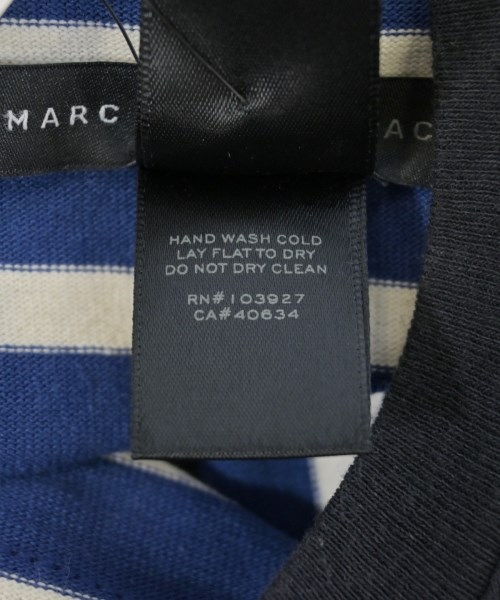 MARC
AC
HAND WASH COLD
LAY FLAT TO DRY
DO NOT DRY CLEAN
RN#103927
CA#40634